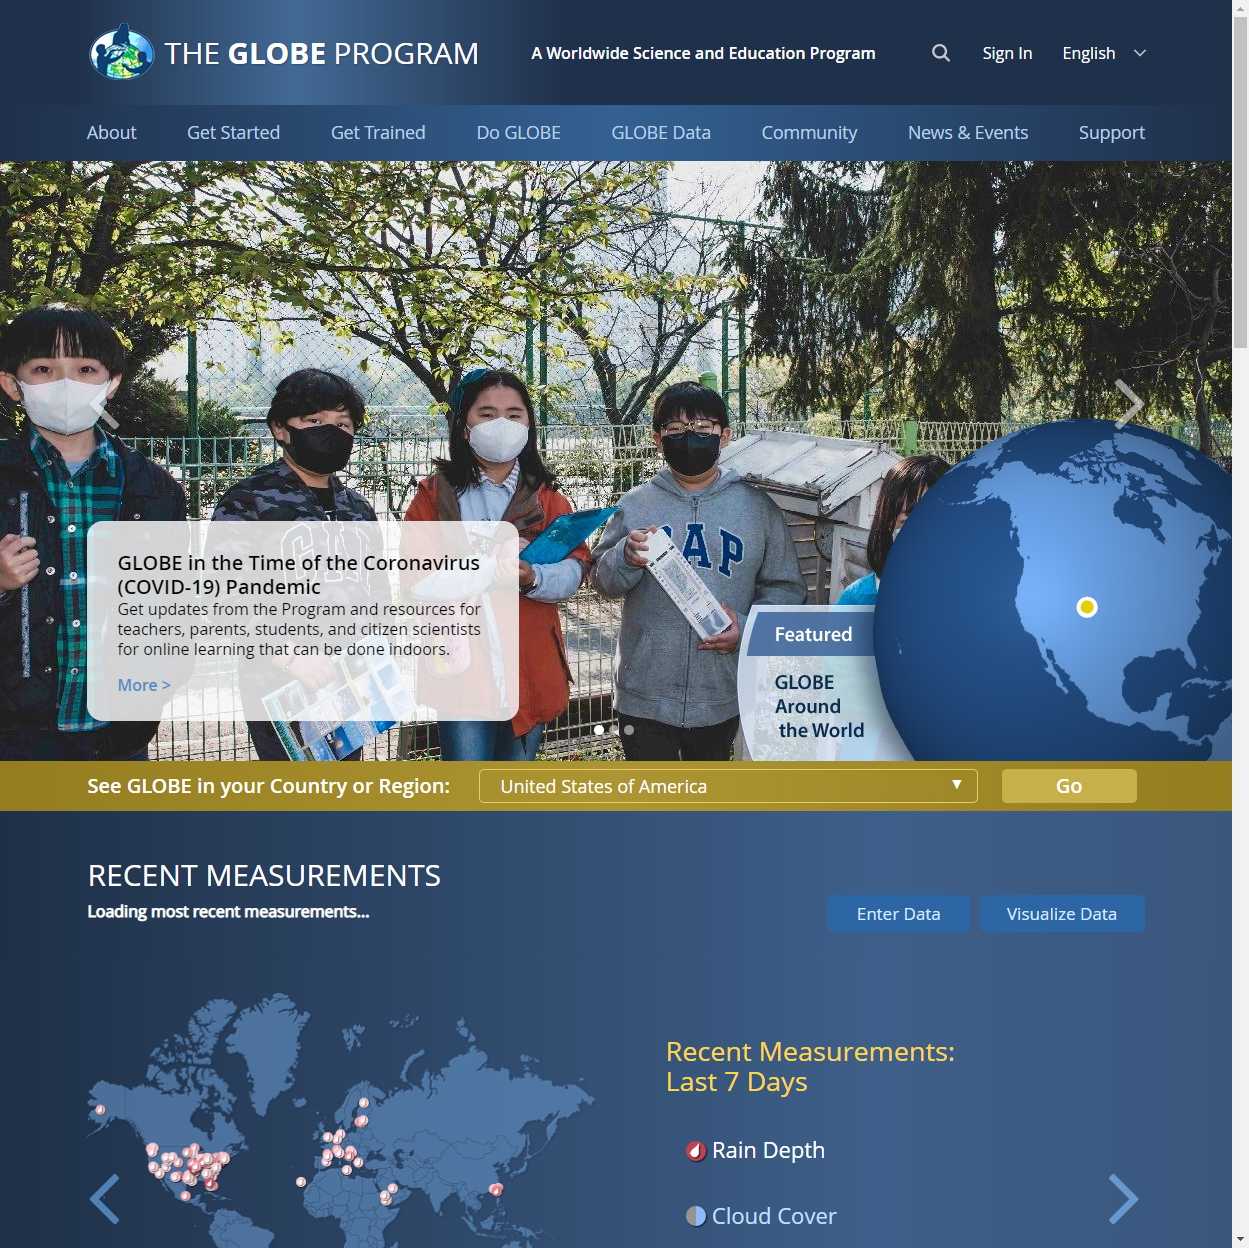 THE GLOBE PROGRAM
A Worldwide Science and Education Program
Sign In
English
About
Get Started
Get Trained
Do GLOBE
GLOBE Data
Community
News & Events
Support
GAP
GLOBE in the Time of the Coronavirus
(COVID-19) Pandemic
Get updates from the Program and resources for
teachers, parents, students, and citizen scientists
for online learning that can be done indoors.
More >
Featured
GLOBE
Around
the World
See GLOBE in your Country or Region:
United States of America
Go
RECENT MEASUREMENTS
Loading most recent measurements...
Enter Data
Visualize Data
Recent Measurements:
Last 7 Days
Rain Depth
Cloud Cover